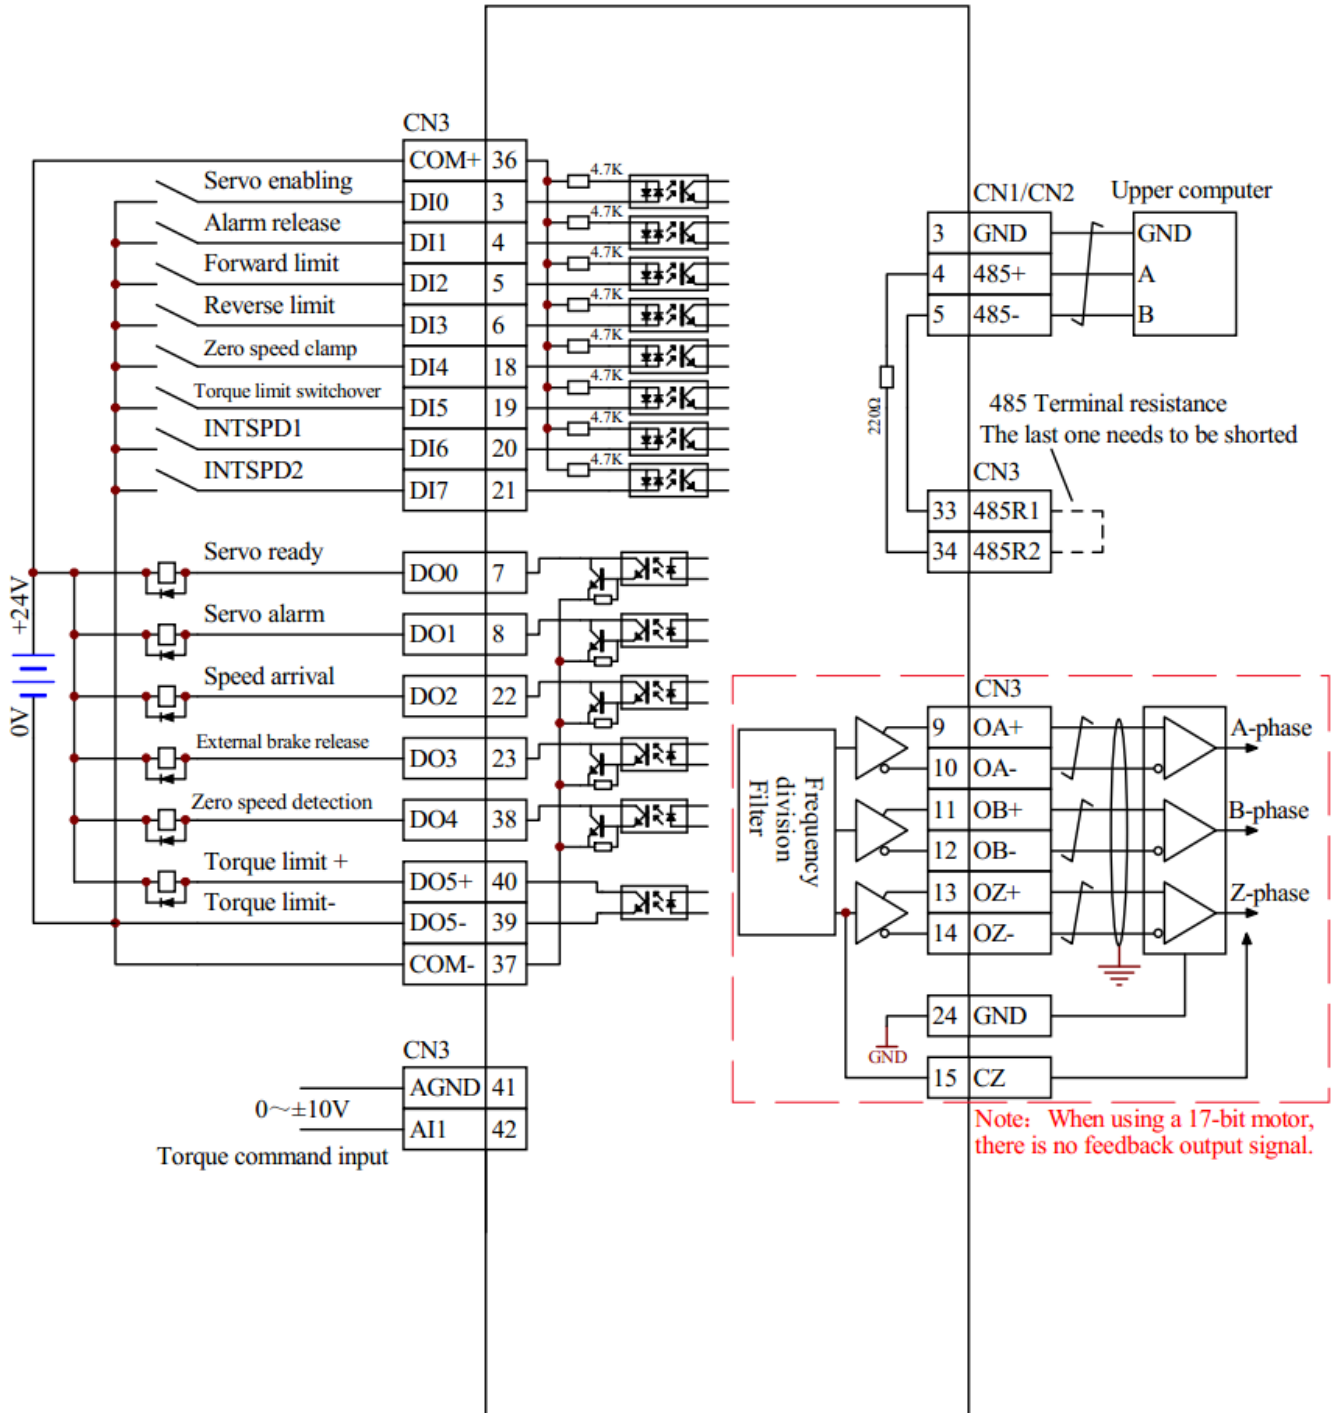 CN3
COM+ 36
Servo enabling
DI0 3
4.7K
Alarm release
DI1 4
4.7K
Forward limit
DI2 5
4.7K
Reverse limit
DI3 6
4.7K
Zero speed clamp
DI4 18
4.7K
Torque limit switchover
DI5 19
4.7K
INTSPD1
DI6 20
4.7K
INTSPD2
DI7 21
4.7K
Servo ready
DO0 7
Servo alarm
DO1 8
Speed arrival
DO2 22
External brake release
DO3 23
Zero speed detection
DO4 38
Torque limit +
DO5+ 40
Torque limit-
DO5- 39
COM- 37
+24V
0V
CN3
AGND 41
0～±10V
AI1 42
Torque command input
CN1/CN2
Upper computer
3 GND
GND
4 485+
A
5 485-
B
220Ω
485 Terminal resistance
The last one needs to be shorted
CN3
33 485R1
34 485R2
CN3
Frequency
division
Filter
9 OA+
10 OA-
A-phase
11 OB+
12 OB-
B-phase
13 OZ+
14 OZ-
Z-phase
24 GND
GND
15 CZ
Note： When using a 17-bit motor,
there is no feedback output signal.